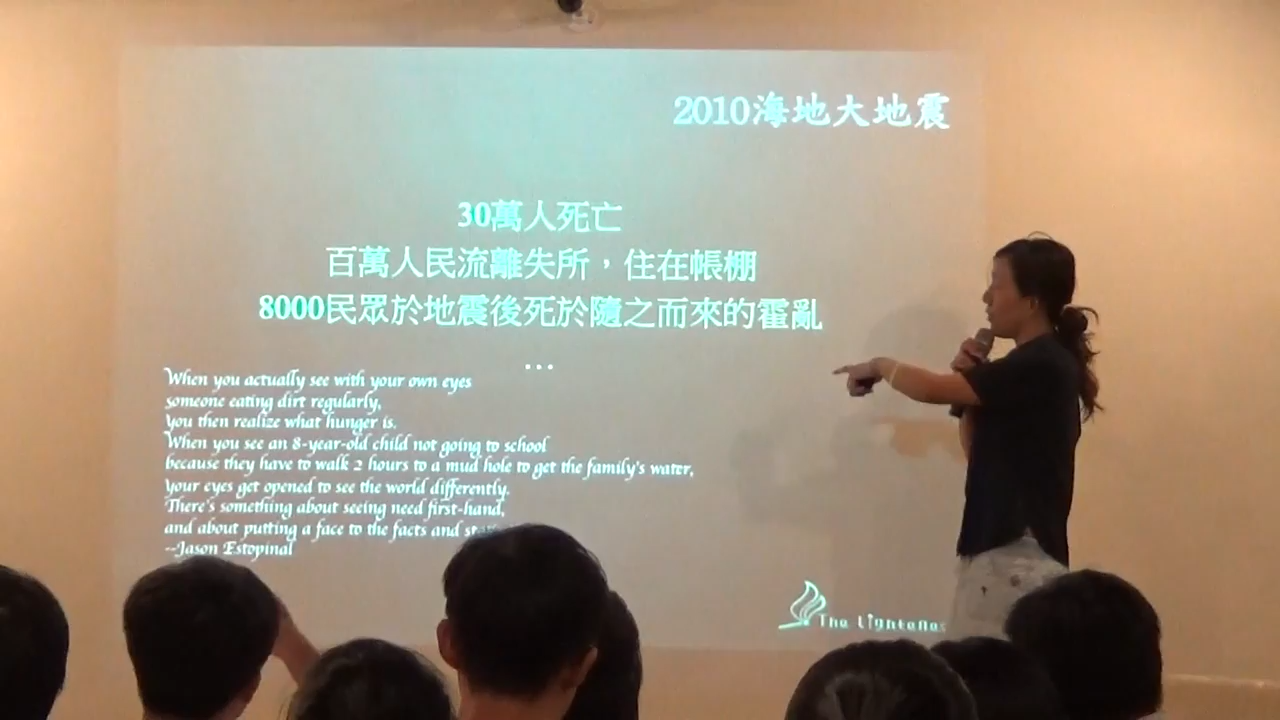 2010海地大地震
30萬人死亡
百萬人民流離失所，住在帳棚
8000民眾於地震後死於隨之而來的霍亂
...
When you actually see with your own eyes
someone eating dirt regularly,
you then realize what hunger is.
When you see an 8-year-old child not going to school
because they have to walk 2 hours to a mud hole to get the family's water,
your eyes get opened to see the world differently.
There's something about seeing need first-hand,
and about putting a face to the facts and
--Jason Estopinal
The